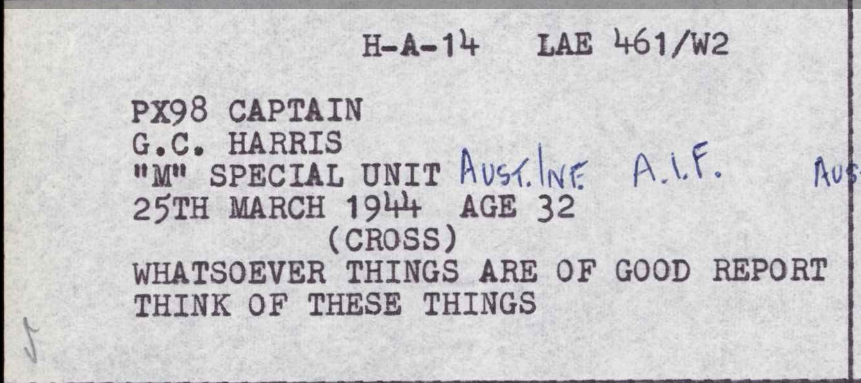 H-A-14 LAE 461/W2
PX98 CAPTAIN
G.C. HARRIS
"M" SPECIAL UNIT AUST. INF. A.I.F.
25TH MARCH 1944 AGE 32
(CROSS)
WHATSOEVER THINGS ARE OF GOOD REPORT
THINK OF THESE THINGS